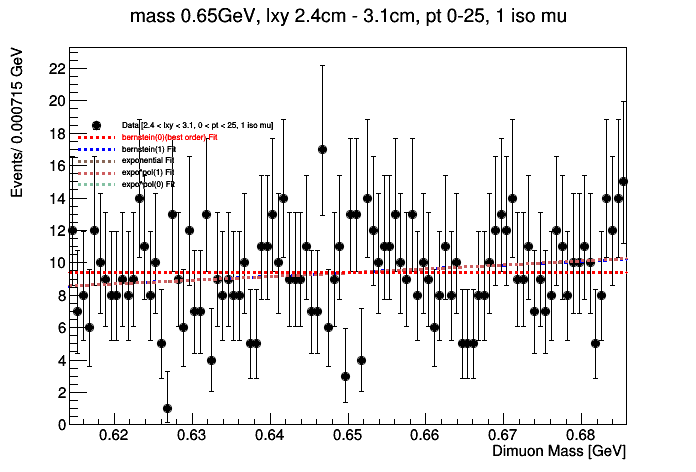 mass 0.65GeV, lxy 2.4cm - 3.1cm, pt 0-25, 1 iso mu
Events/ 0.000715 GeV
22
20
18
16
14
12
10
8
6
4
2
0
Data [2.4 < lxy < 3.1, 0 < pt < 25, 1 iso mu]
bernstein(0)(best order) Fit
bernstein(1) Fit
exponential Fit
expo*pol(1) Fit
expo*pol(0) Fit
0.62 0.63 0.64 0.65 0.66 0.67 0.68
Dimuon Mass [GeV]